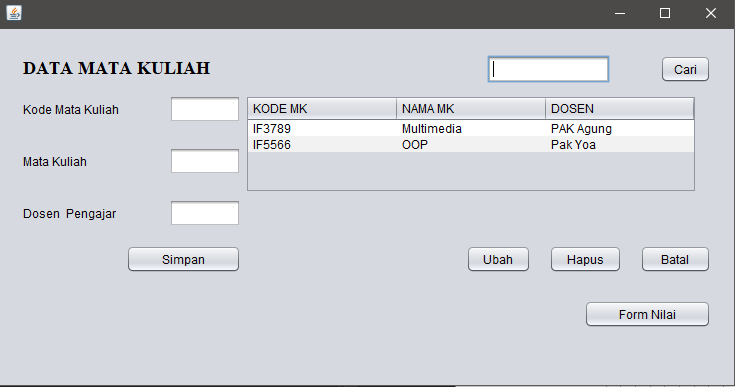 DATA MATA KULIAH
Cari
Kode Mata Kuliah
KODE MK NAMA MK DOSEN
IF3789 Multimedia PAK Agung
IF5566 OOP Pak Yoa
Mata Kuliah
Dosen Pengajar
Simpan Ubah Hapus Batal
Form Nilai